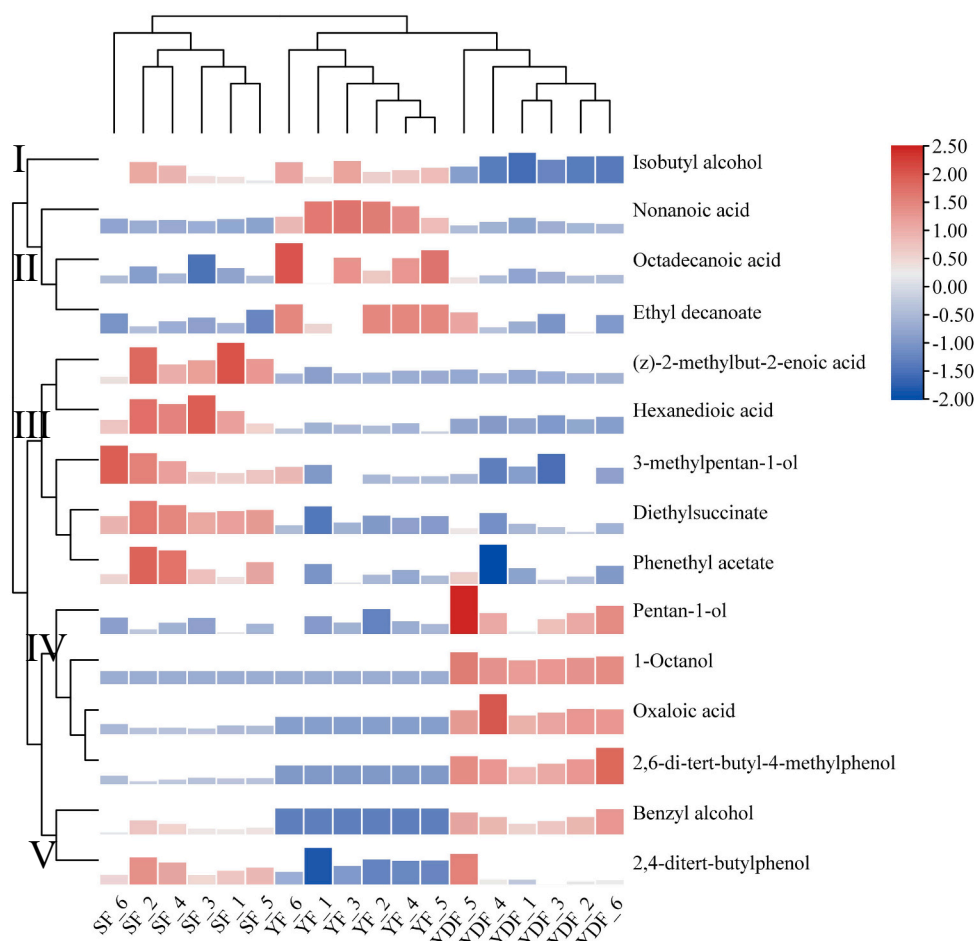 I
II
III
IV
V
Isobutyl alcohol
Nonanoic acid
Octadecanoic acid
Ethyl decanoate
(z)-2-methylbut-2-enoic acid
Hexanedioic acid
3-methylpentan-1-ol
Diethylsuccinate
Phenethyl acetate
Pentan-1-ol
1-Octanol
Oxaloic acid
2,6-di-tert-butyl-4-methylphenol
Benzyl alcohol
2,4-ditert-butylphenol
2.50
2.00
1.50
1.00
0.50
0.00
-0.50
-1.00
-1.50
-2.00
SF_6
SF_2
SF_4
SF_3
SF_1
SF_5
YF_6
YF_1
YF_3
YF_2
YF_4
YF_5
VDF_5
VDF_4
VDF_1
VDF_3
VDF_2
VDF_6